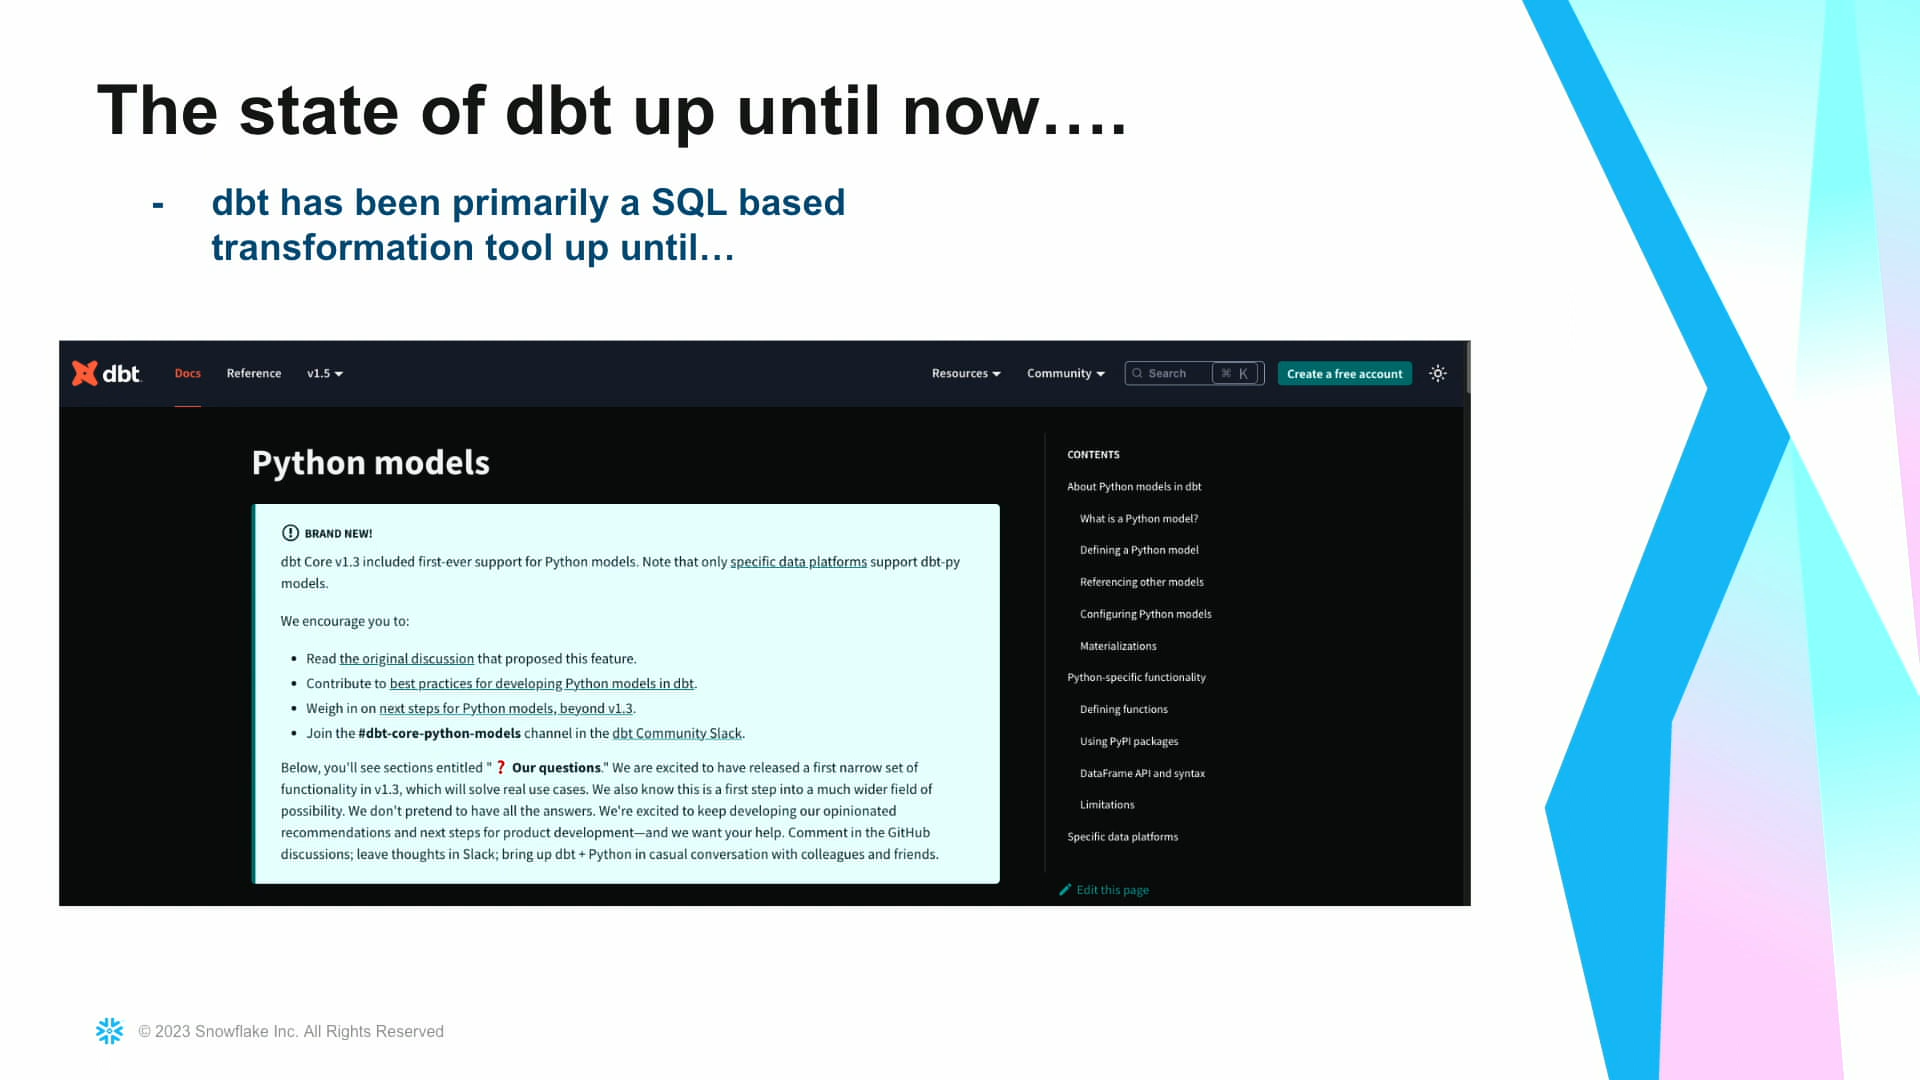 The state of dbt up until now….
- dbt has been primarily a SQL based
transformation tool up until…
dbt
Docs
Reference
v1.5
Resources
Community
Search
⌘ K
Create a free account
Python models
BRAND NEW!
dbt Core v1.3 included first-ever support for Python models. Note that only specific data platforms support dbt-py
models.
We encourage you to:
• Read the original discussion that proposed this feature.
• Contribute to best practices for developing Python models in dbt.
• Weigh in on next steps for Python models, beyond v1.3.
• Join the #dbt-core-python-models channel in the dbt Community Slack.
Below, you'll see sections entitled "❓ Our questions." We are excited to have released a first narrow set of
functionality in v1.3, which will solve real use cases. We also know this is a first step into a much wider field of
possibility. We don't pretend to have all the answers. We're excited to keep developing our opinionated
recommendations and next steps for product development—and we want your help. Comment in the GitHub
discussions; leave thoughts in Slack; bring up dbt + Python in casual conversation with colleagues and friends.
CONTENTS
About Python models in dbt
What is a Python model?
Defining a Python model
Referencing other models
Configuring Python models
Materializations
Python-specific functionality
Defining functions
Using PyPI packages
DataFrame API and syntax
Limitations
Specific data platforms
Edit this page
© 2023 Snowflake Inc. All Rights Reserved